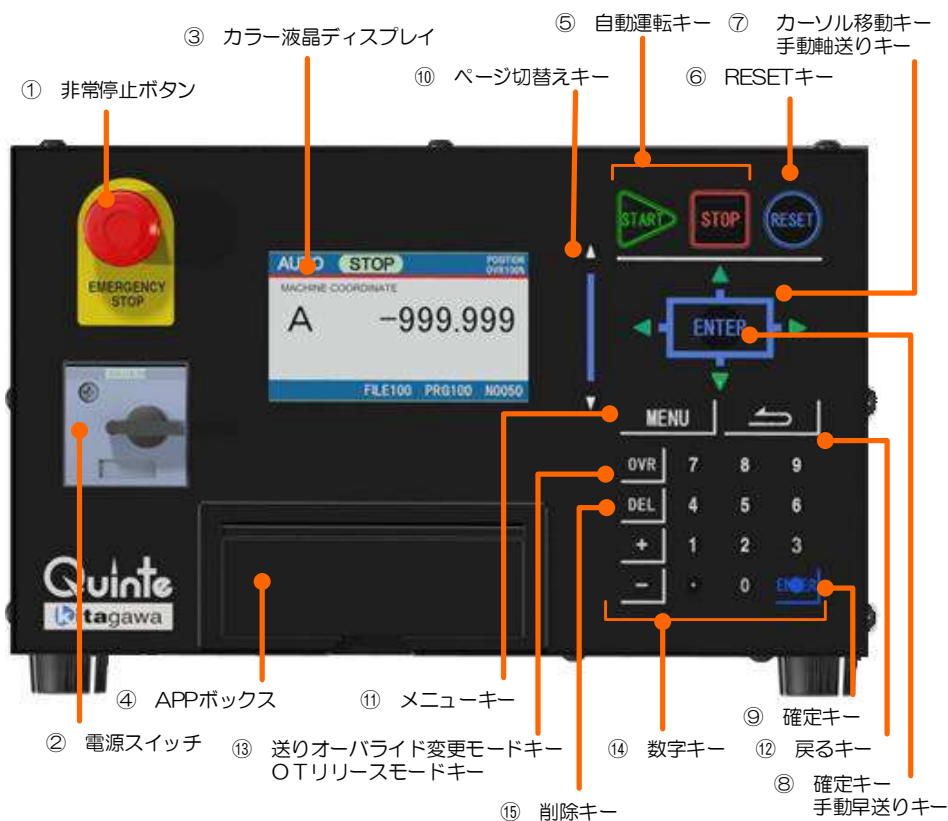 ⑤ 自動運転キー
⑦ カーソル移動キー
手動軸送りキー
③ カラー液晶ディスプレイ
⑩ ページ切替えキー
⑥ RESETキー
① 非常停止ボタン
START
STOP
RESET
EMERGENCY
STOP
AUTO STOP
POSITION
OVR100%
MACHINE COORDINATE
A -999.999
FILE100 PRG100 N0050
ENTER
MENU
OVR 7 8 9
DEL 4 5 6
+ 1 2 3
- . 0 ENTER
Quinte
kitagawa
④ APPボックス
⑪ メニューキー
⑨ 確定キー
② 電源スイッチ
⑬ 送りオーバライド変更モードキー
OTリリースモードキー
⑭ 数字キー
⑫ 戻るキー
⑧ 確定キー
手動早送りキー
⑮ 削除キー